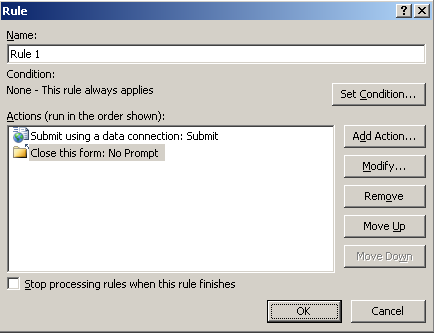 Rule
Name:
Rule 1
Condition:
None - This rule always applies
Set Condition...
Actions (run in the order shown):
Submit using a data connection: Submit
Close this form: No Prompt
Add Action...
Modify...
Remove
Move Up
Move Down
Stop processing rules when this rule finishes
OK
Cancel